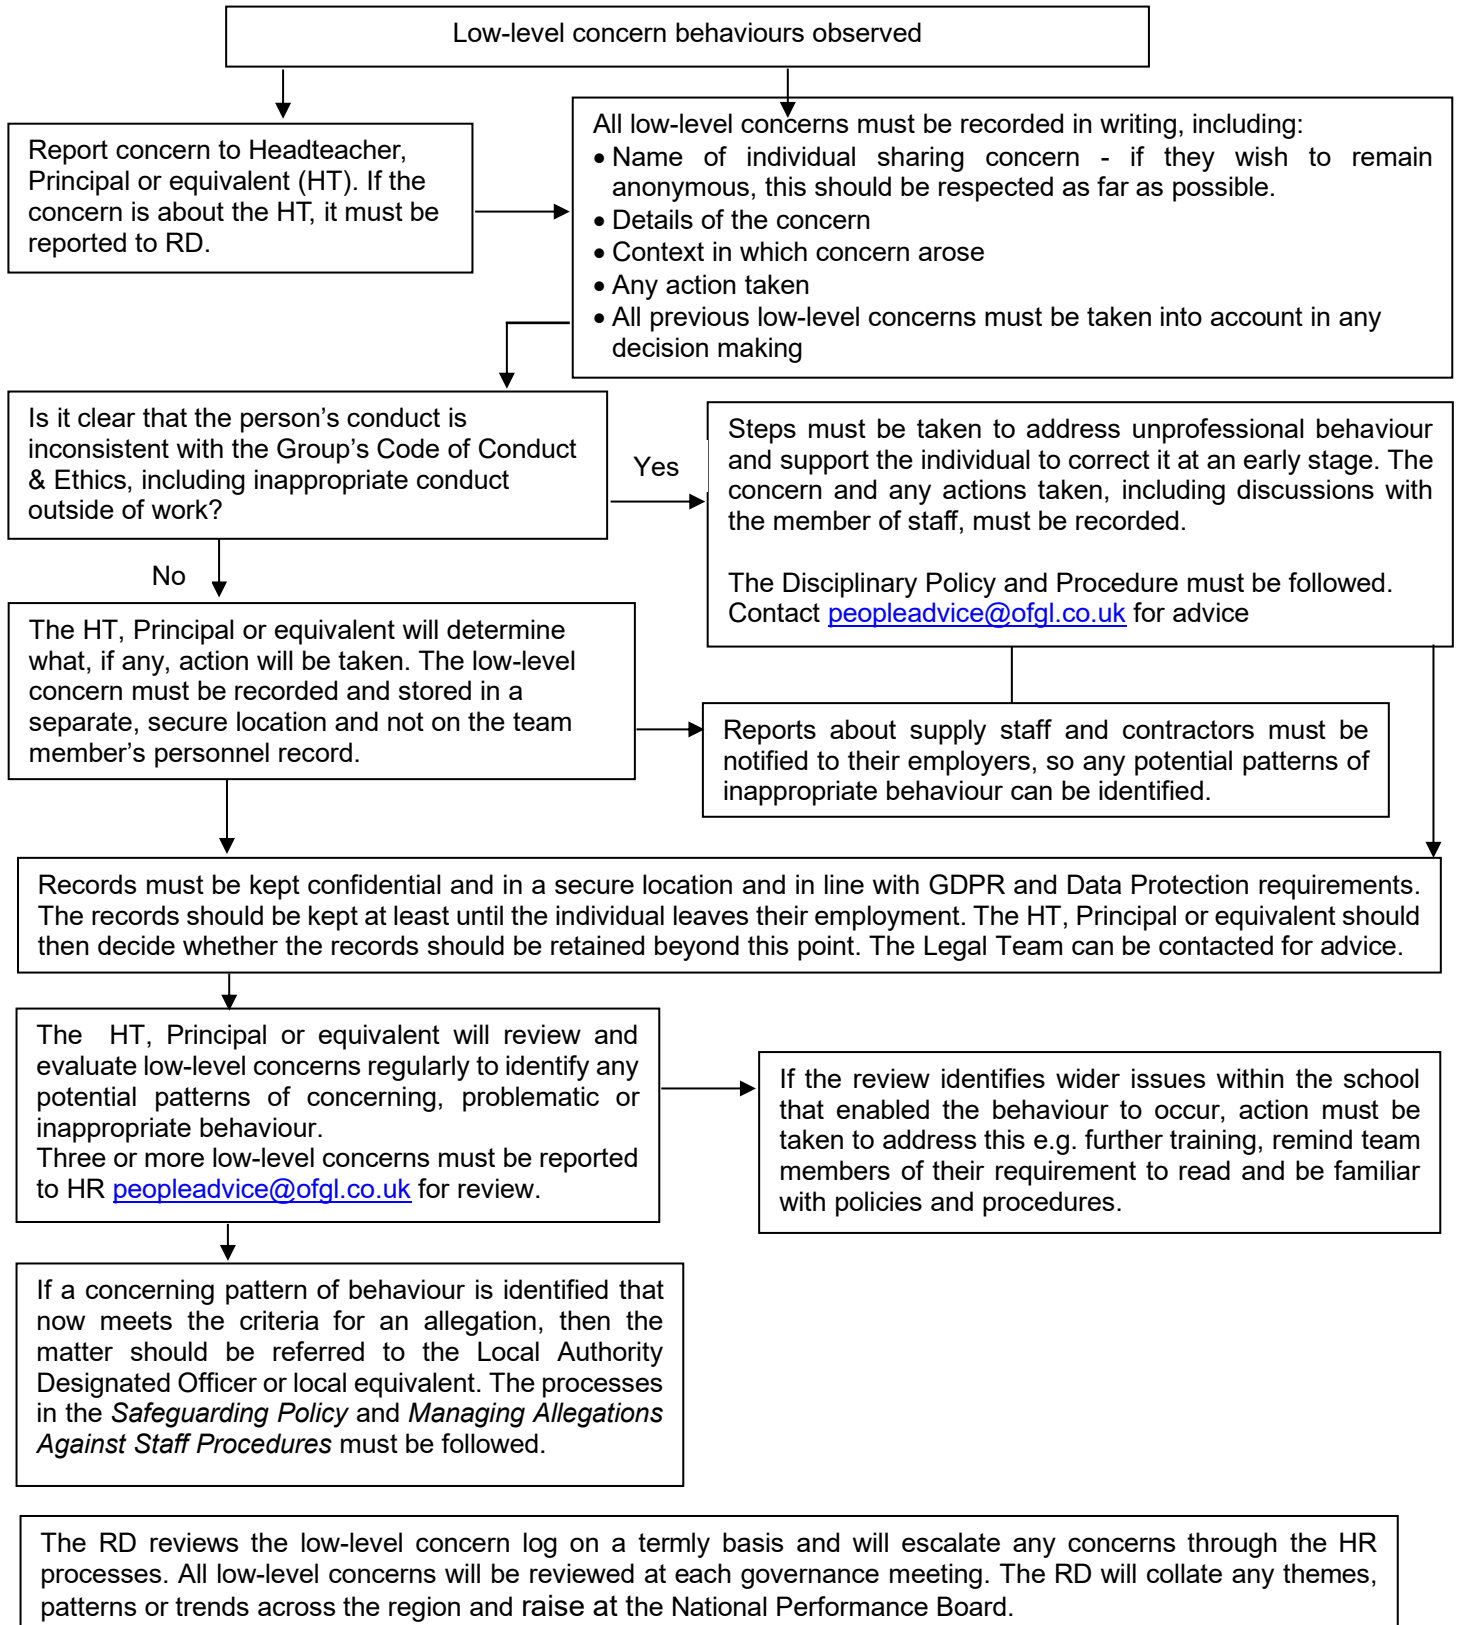 Low-level concern behaviours observed
Report concern to Headteacher,
Principal or equivalent (HT). If the
concern is about the HT, it must be
reported to RD.
All low-level concerns must be recorded in writing, including:
• Name of individual sharing concern - if they wish to remain
anonymous, this should be respected as far as possible.
• Details of the concern
• Context in which concern arose
• Any action taken
• All previous low-level concerns must be taken into account in any
decision making
Is it clear that the person’s conduct is
inconsistent with the Group’s Code of Conduct
& Ethics, including inappropriate conduct
outside of work?
Yes
Steps must be taken to address unprofessional behaviour
and support the individual to correct it at an early stage. The
concern and any actions taken, including discussions with
the member of staff, must be recorded.
The Disciplinary Policy and Procedure must be followed.
Contact peopleadvice@ofgl.co.uk for advice
No
The HT, Principal or equivalent will determine
what, if any, action will be taken. The low-level
concern must be recorded and stored in a
separate, secure location and not on the team
member’s personnel record.
Reports about supply staff and contractors must be
notified to their employers, so any potential patterns of
inappropriate behaviour can be identified.
Records must be kept confidential and in a secure location and in line with GDPR and Data Protection requirements.
The records should be kept at least until the individual leaves their employment. The HT, Principal or equivalent should
then decide whether the records should be retained beyond this point. The Legal Team can be contacted for advice.
The HT, Principal or equivalent will review and
evaluate low-level concerns regularly to identify any
potential patterns of concerning, problematic or
inappropriate behaviour.
Three or more low-level concerns must be reported
to HR peopleadvice@ofgl.co.uk for review.
If the review identifies wider issues within the school
that enabled the behaviour to occur, action must be
taken to address this e.g. further training, remind team
members of their requirement to read and be familiar
with policies and procedures.
If a concerning pattern of behaviour is identified that
now meets the criteria for an allegation, then the
matter should be referred to the Local Authority
Designated Officer or local equivalent. The processes
in the Safeguarding Policy and Managing Allegations
Against Staff Procedures must be followed.
The RD reviews the low-level concern log on a termly basis and will escalate any concerns through the HR
processes. All low-level concerns will be reviewed at each governance meeting. The RD will collate any themes,
patterns or trends across the region and raise at the National Performance Board.